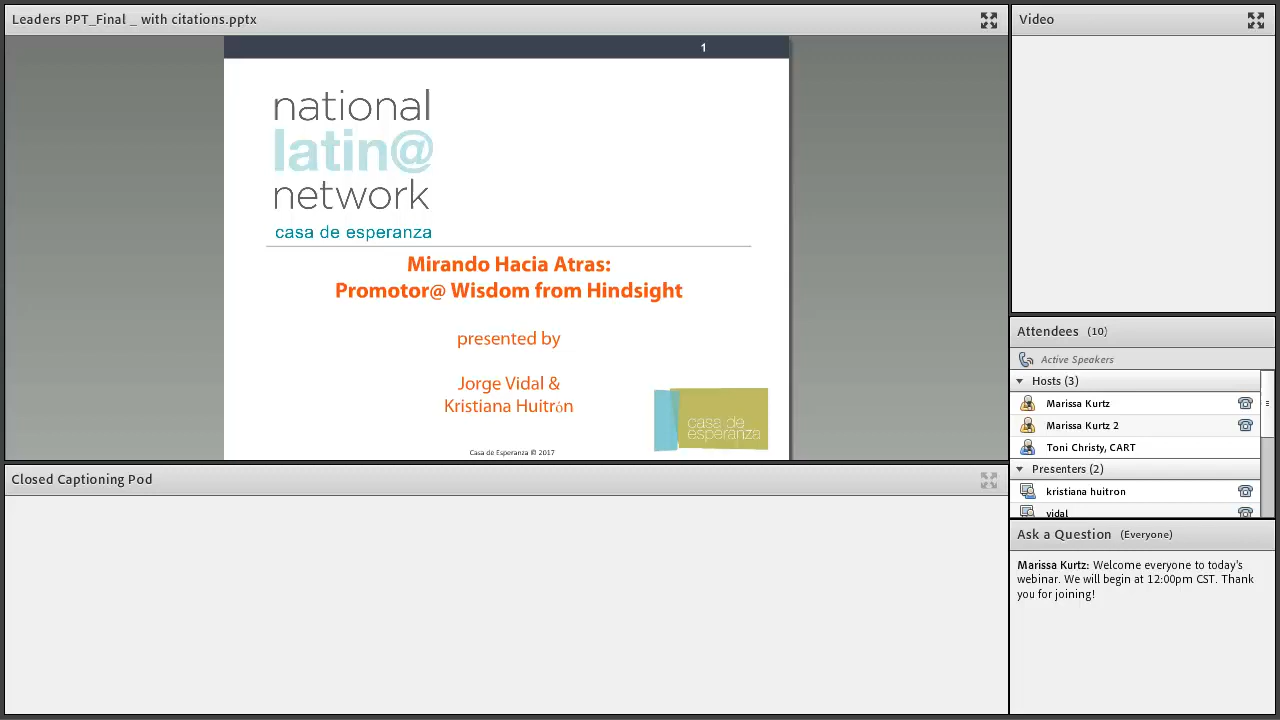 Leaders PPT_Final _ with citations.pptx
1
national
latin@
network
casa de esperanza
Mirando Hacia Atras:
Promotor@ Wisdom from Hindsight
presented by
Jorge Vidal &
Kristiana Huitrón
casa de
esperanza
Casa de Esperanza © 2017
Closed Captioning Pod
Video
Attendees (10)
Active Speakers
Hosts (3)
Marissa Kurtz
Marissa Kurtz 2
Toni Christy, CART
Presenters (2)
kristiana huitron
vidal
Ask a Question (Everyone)
Marissa Kurtz: Welcome everyone to today's
webinar. We will begin at 12:00pm CST. Thank
you for joining!